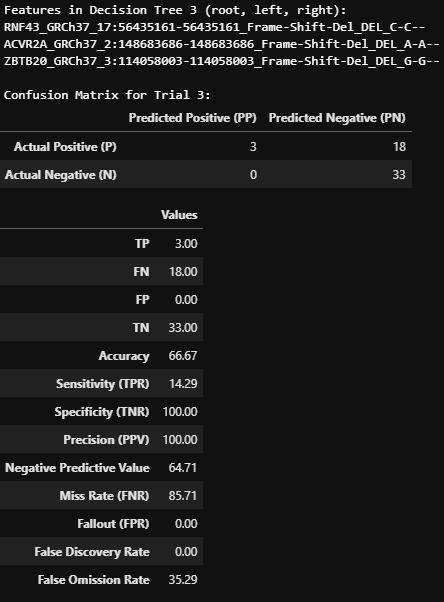 Features in Decision Tree 3 (root, left, right):
RNF43_GRCh37_17:56435161-56435161_Frame-Shift-Del_DEL_C-C--
ACVR2A_GRCh37_2:148683686-148683686_Frame-Shift-Del_DEL_A-A--
ZBTB20_GRCh37_3:114058003-114058003_Frame-Shift-Del_DEL_G-G--
Confusion Matrix for Trial 3:
Predicted Positive (PP) Predicted Negative (PN)
Actual Positive (P) 3 18
Actual Negative (N) 0 33
Values
TP 3.00
FN 18.00
FP 0.00
TN 33.00
Accuracy 66.67
Sensitivity (TPR) 14.29
Specificity (TNR) 100.00
Precision (PPV) 100.00
Negative Predictive Value 64.71
Miss Rate (FNR) 85.71
Fallout (FPR) 0.00
False Discovery Rate 0.00
False Omission Rate 35.29